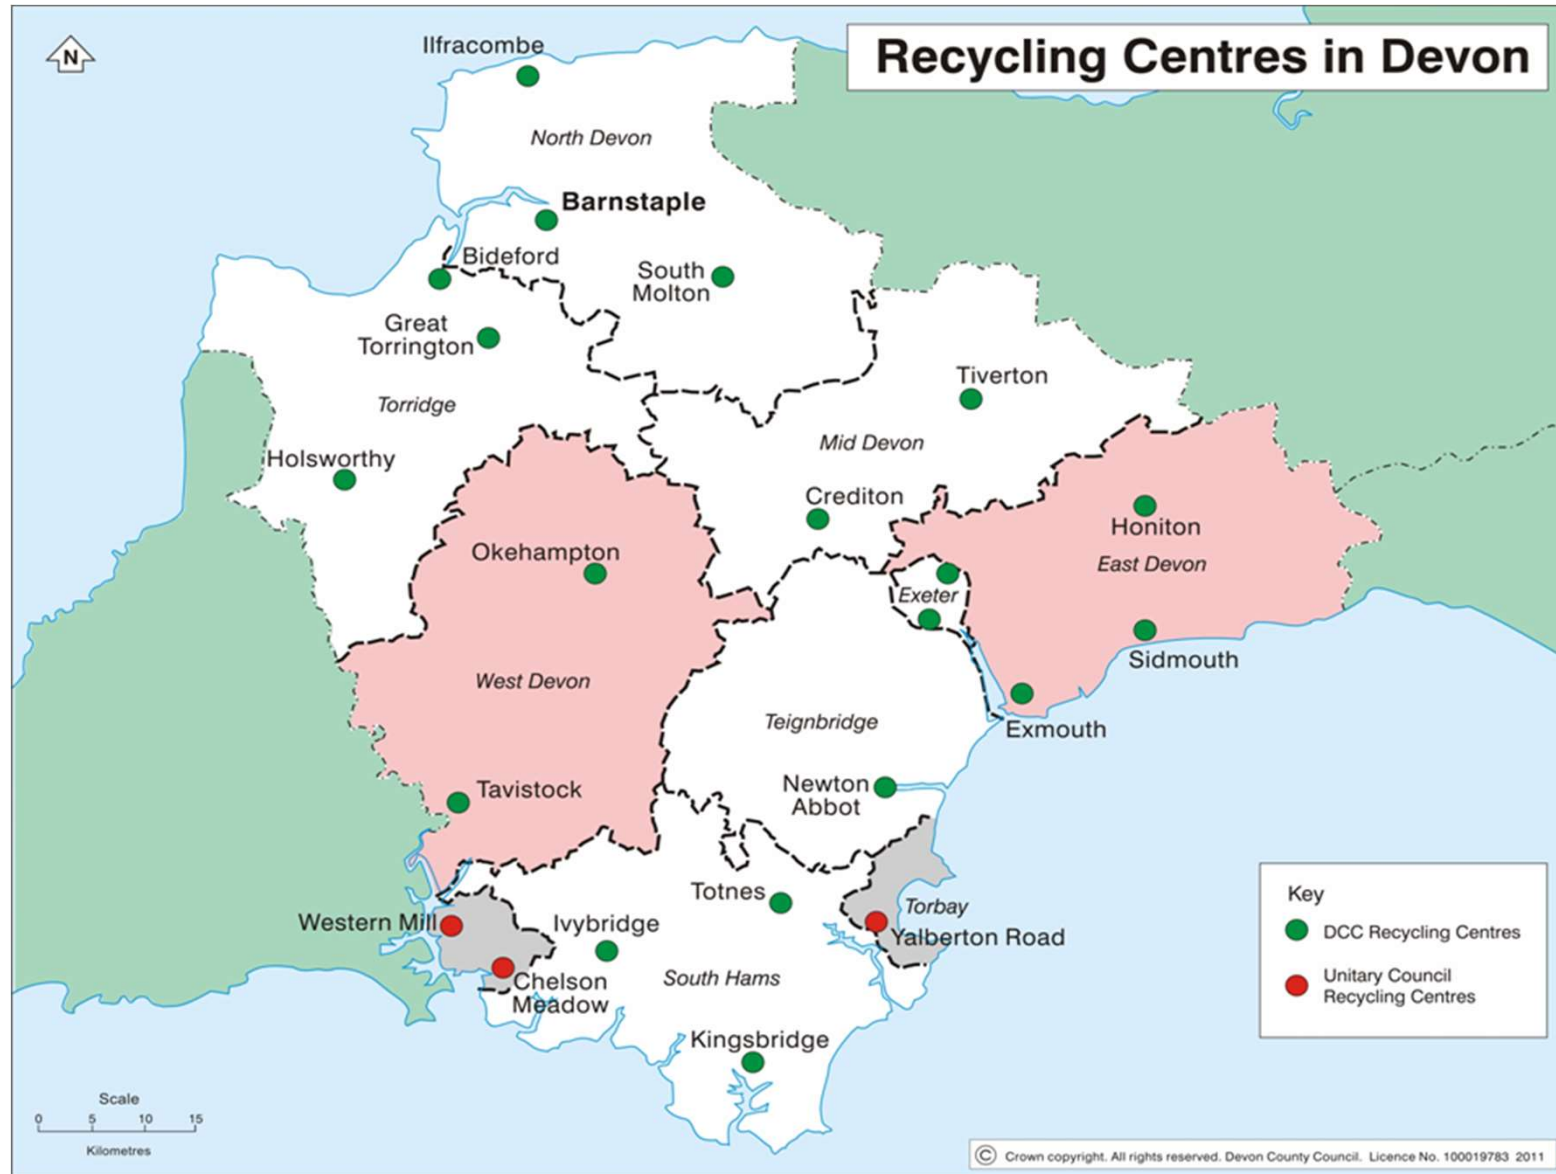 Recycling Centres in Devon
N
Ilfracombe
North Devon
Barnstaple
Bideford
South
Molton
Great
Torrington
Tiverton
Torridge
Mid Devon
Holsworthy
Crediton
Honiton
Okehampton
East Devon
Exeter
Sidmouth
West Devon
Teignbridge
Exmouth
Newton
Abbot
Tavistock
Totnes
Torbay
Western Mill
Ivybridge
Yalberton Road
South Hams
Chelson
Meadow
Kingsbridge
Key
DCC Recycling Centres
Unitary Council
Recycling Centres
Scale
0 5 10 15
Kilometres
© Crown copyright. All rights reserved. Devon County Council. Licence No. 100019783 2011